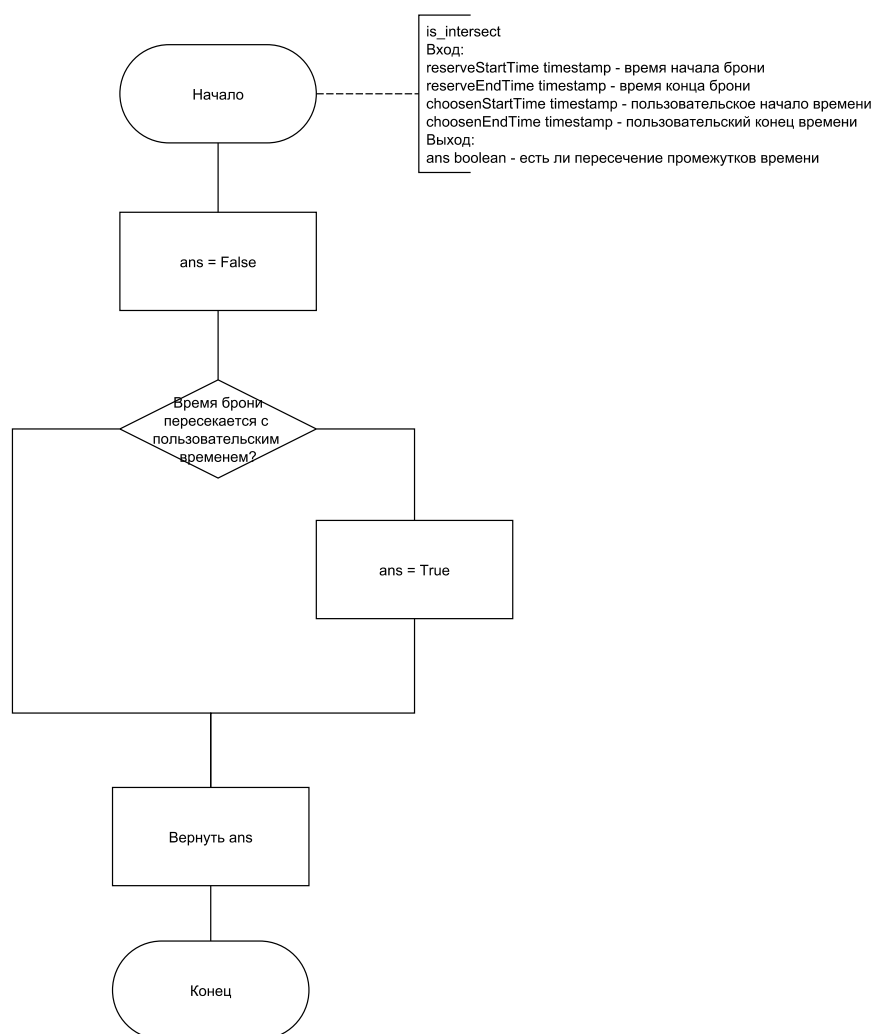 is_intersect
Вход:
reserveStartTime timestamp - время начала брони
reserveEndTime timestamp - время конца брони
choosenStartTime timestamp - пользовательское начало времени
choosenEndTime timestamp - пользовательский конец времени
Выход:
ans boolean - есть ли пересечение промежутков времени
Начало
ans = False
Время брони
пересекается с
пользовательским
временем?
ans = True
Вернуть ans
Конец